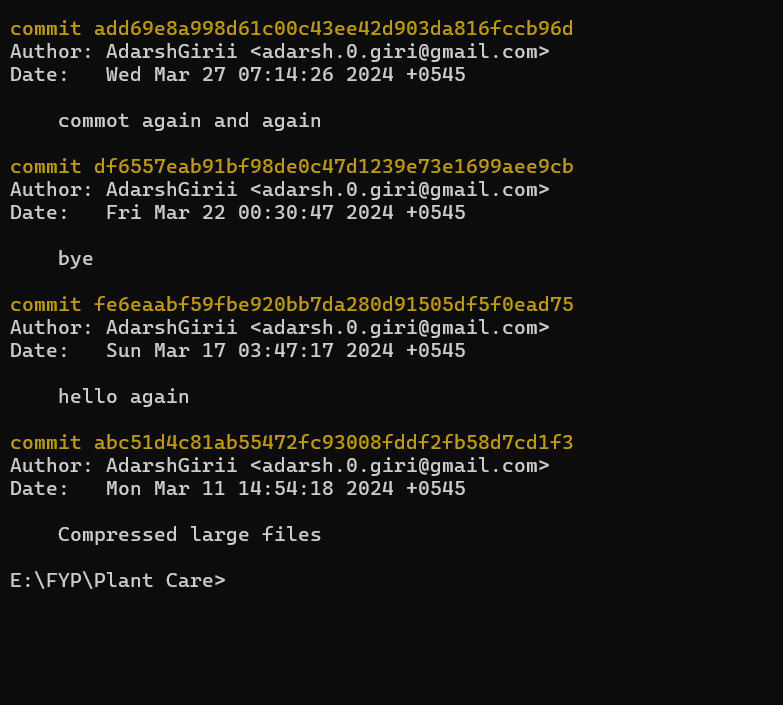 commit add69e8a998d61c00c43ee42d903da816fccb96d
Author: AdarshGirii <adarsh.0.giri@gmail.com>
Date:   Wed Mar 27 07:14:26 2024 +0545
    commot again and again
commit df6557eab91bf98de0c47d1239e73e1699aee9cb
Author: AdarshGirii <adarsh.0.giri@gmail.com>
Date:   Fri Mar 22 00:30:47 2024 +0545
    bye
commit fe6eaabf59fbe920bb7da280d91505df5f0ead75
Author: AdarshGirii <adarsh.0.giri@gmail.com>
Date:   Sun Mar 17 03:47:17 2024 +0545
    hello again
commit abc51d4c81ab55472fc93008fddf2fb58d7cd1f3
Author: AdarshGirii <adarsh.0.giri@gmail.com>
Date:   Mon Mar 11 14:54:18 2024 +0545
    Compressed large files
E:\FYP\Plant Care>